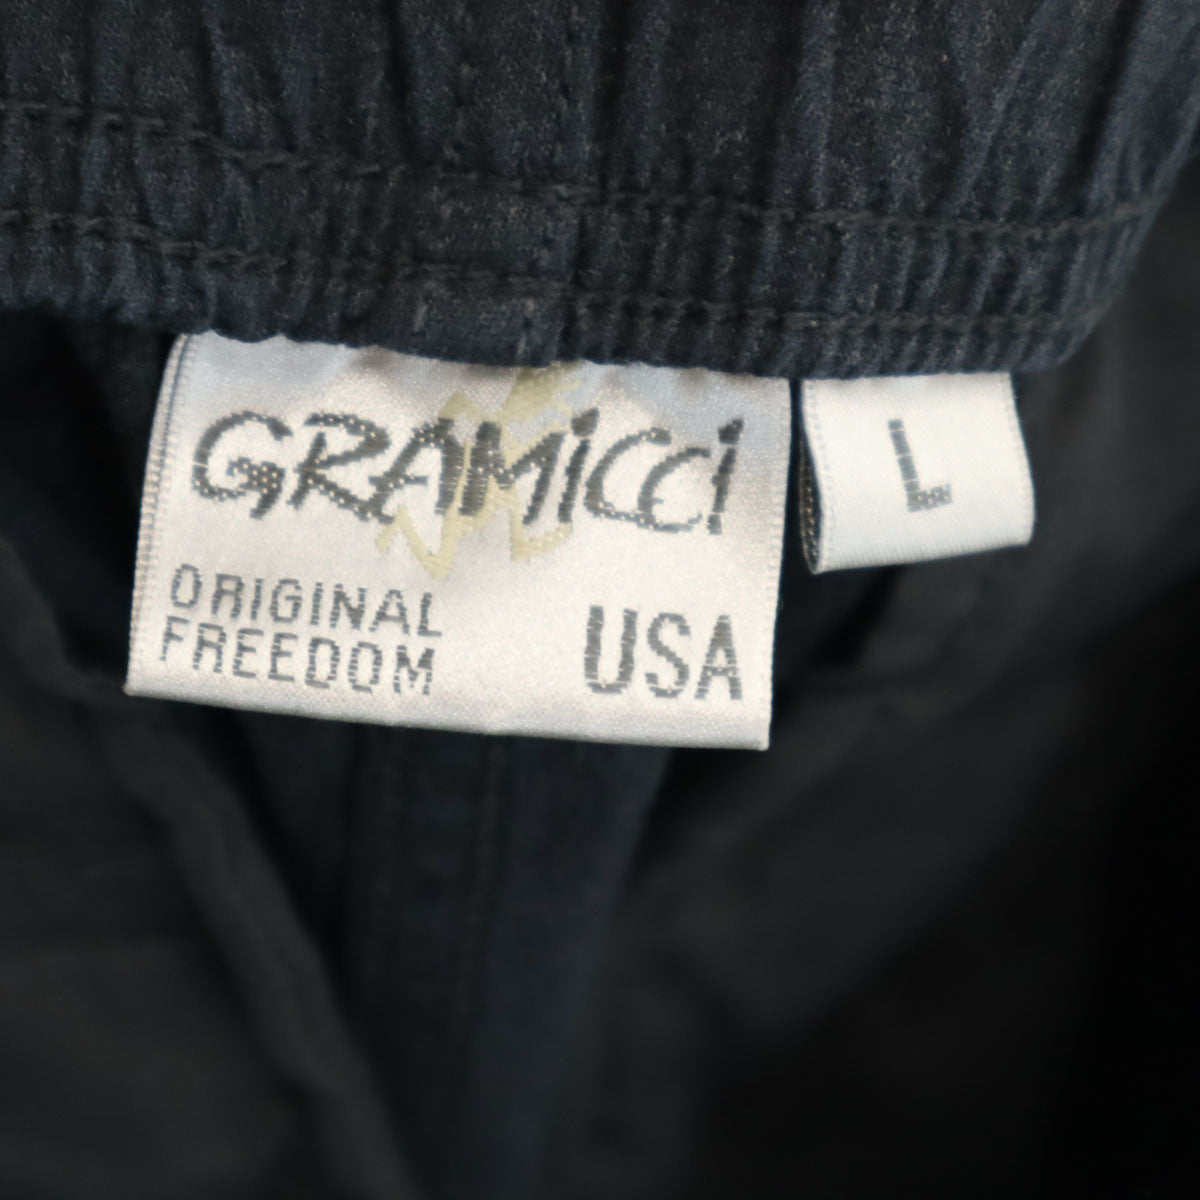 GRAMiCCi
L
ORIGINAL
FREEDOM
USA